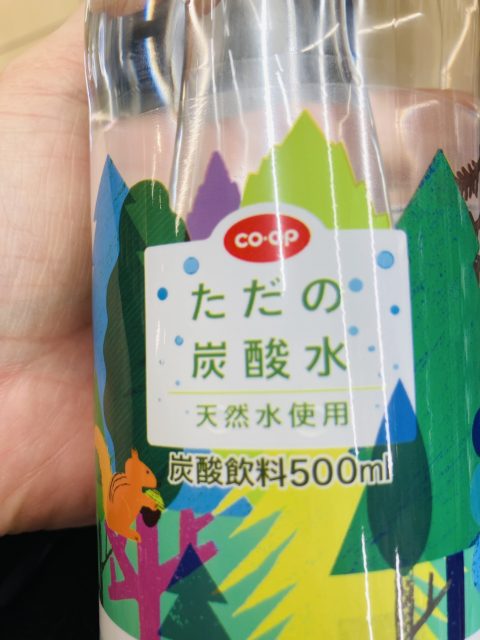 co・op
ただの
炭酸水
天然水使用
炭酸飲料500ml